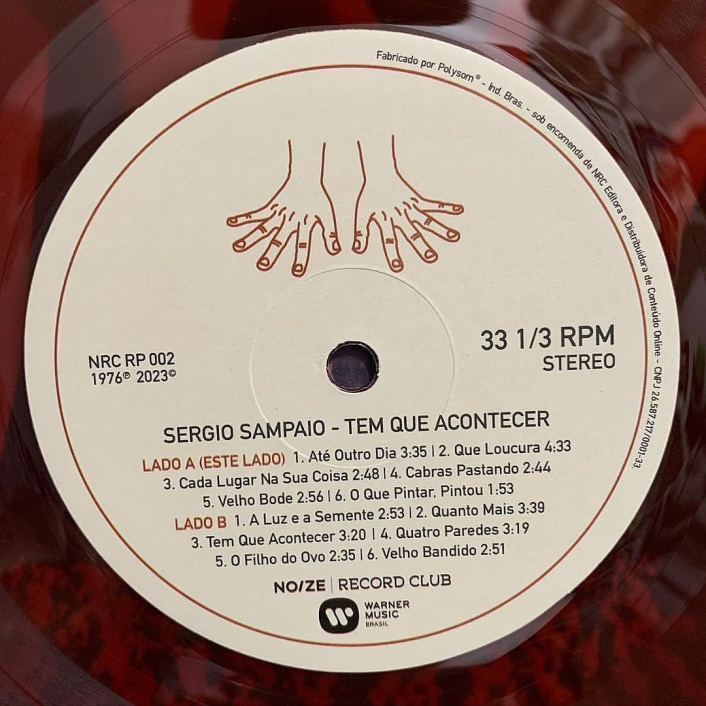 Fabricado por Polysom® - Ind. Bras. - sob encomenda de NRC Editora e Distribuidora de Conteúdo Online - CNPJ 26.587.217/0001-33.
33 1/3 RPM
STEREO
NRC RP 002
1976℗ 2023©
SERGIO SAMPAIO - TEM QUE ACONTECER
LADO A (ESTE LADO) 1. Até Outro Dia 3:35 | 2. Que Loucura 4:33
3. Cada Lugar Na Sua Coisa 2:48 | 4. Cabras Pastando 2:44
5. Velho Bode 2:56 | 6. O Que Pintar, Pintou 1:53
LADO B 1. A Luz e a Semente 2:53 | 2. Quanto Mais 3:39
3. Tem Que Acontecer 3:20 | 4. Quatro Paredes 3:19
5. O Filho do Ovo 2:35 | 6. Velho Bandido 2:51
NO/ZE | RECORD CLUB
WARNER
MUSIC
BRASIL